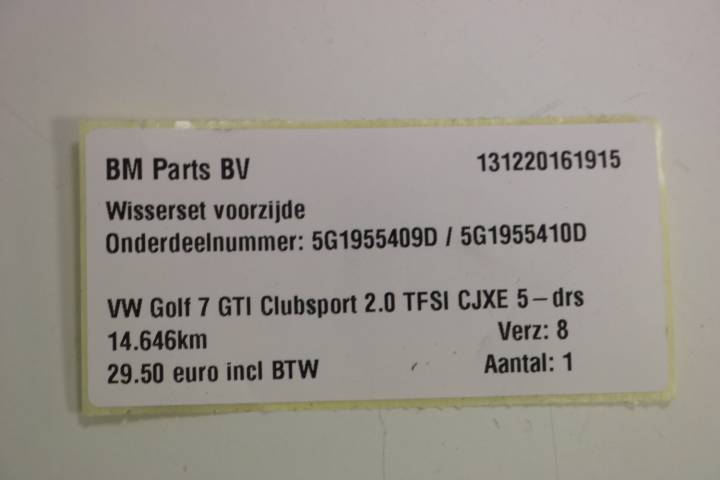 BM Parts BV 131220161915
Wisserset voorzijde
Onderdeelnummer: 5G1955409D / 5G1955410D
VW Golf 7 GTI Clubsport 2.0 TFSI CJXE 5-drs
14.646km Verz: 8
29.50 euro incl BTW Aantal: 1